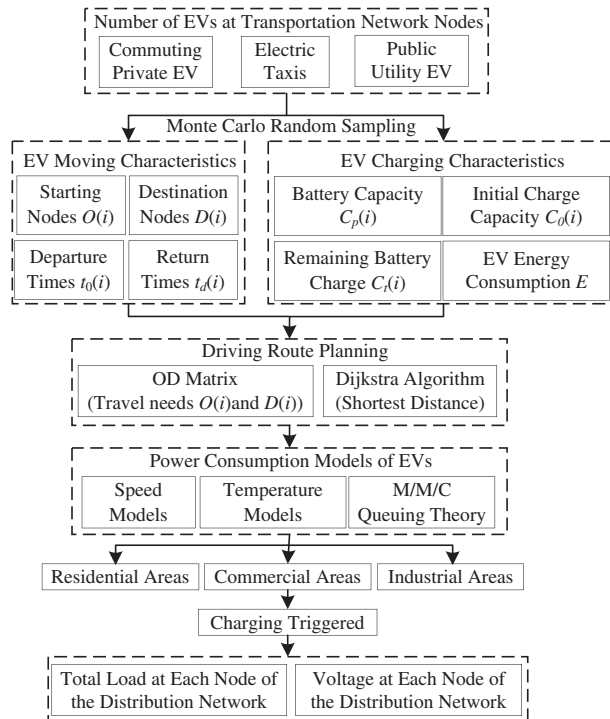 Number of EVs at Transportation Network Nodes
Commuting
Private EV
Electric
Taxis
Public
Utility EV
Monte Carlo Random Sampling
EV Moving Characteristics
Starting
Nodes O(i)
Destination
Nodes D(i)
Departure
Times t0(i)
Return
Times td(i)
EV Charging Characteristics
Battery Capacity
Cp(i)
Initial Charge
Capacity C0(i)
Remaining Battery
Charge Ct(i)
EV Energy
Consumption E
Driving Route Planning
OD Matrix
(Travel needs O(i)and D(i))
Dijkstra Algorithm
(Shortest Distance)
Power Consumption Models of EVs
Speed
Models
Temperature
Models
M/M/C
Queuing Theory
Residential Areas
Commercial Areas
Industrial Areas
Charging Triggered
Total Load at Each Node of
the Distribution Network
Voltage at Each Node of
the Distribution Network